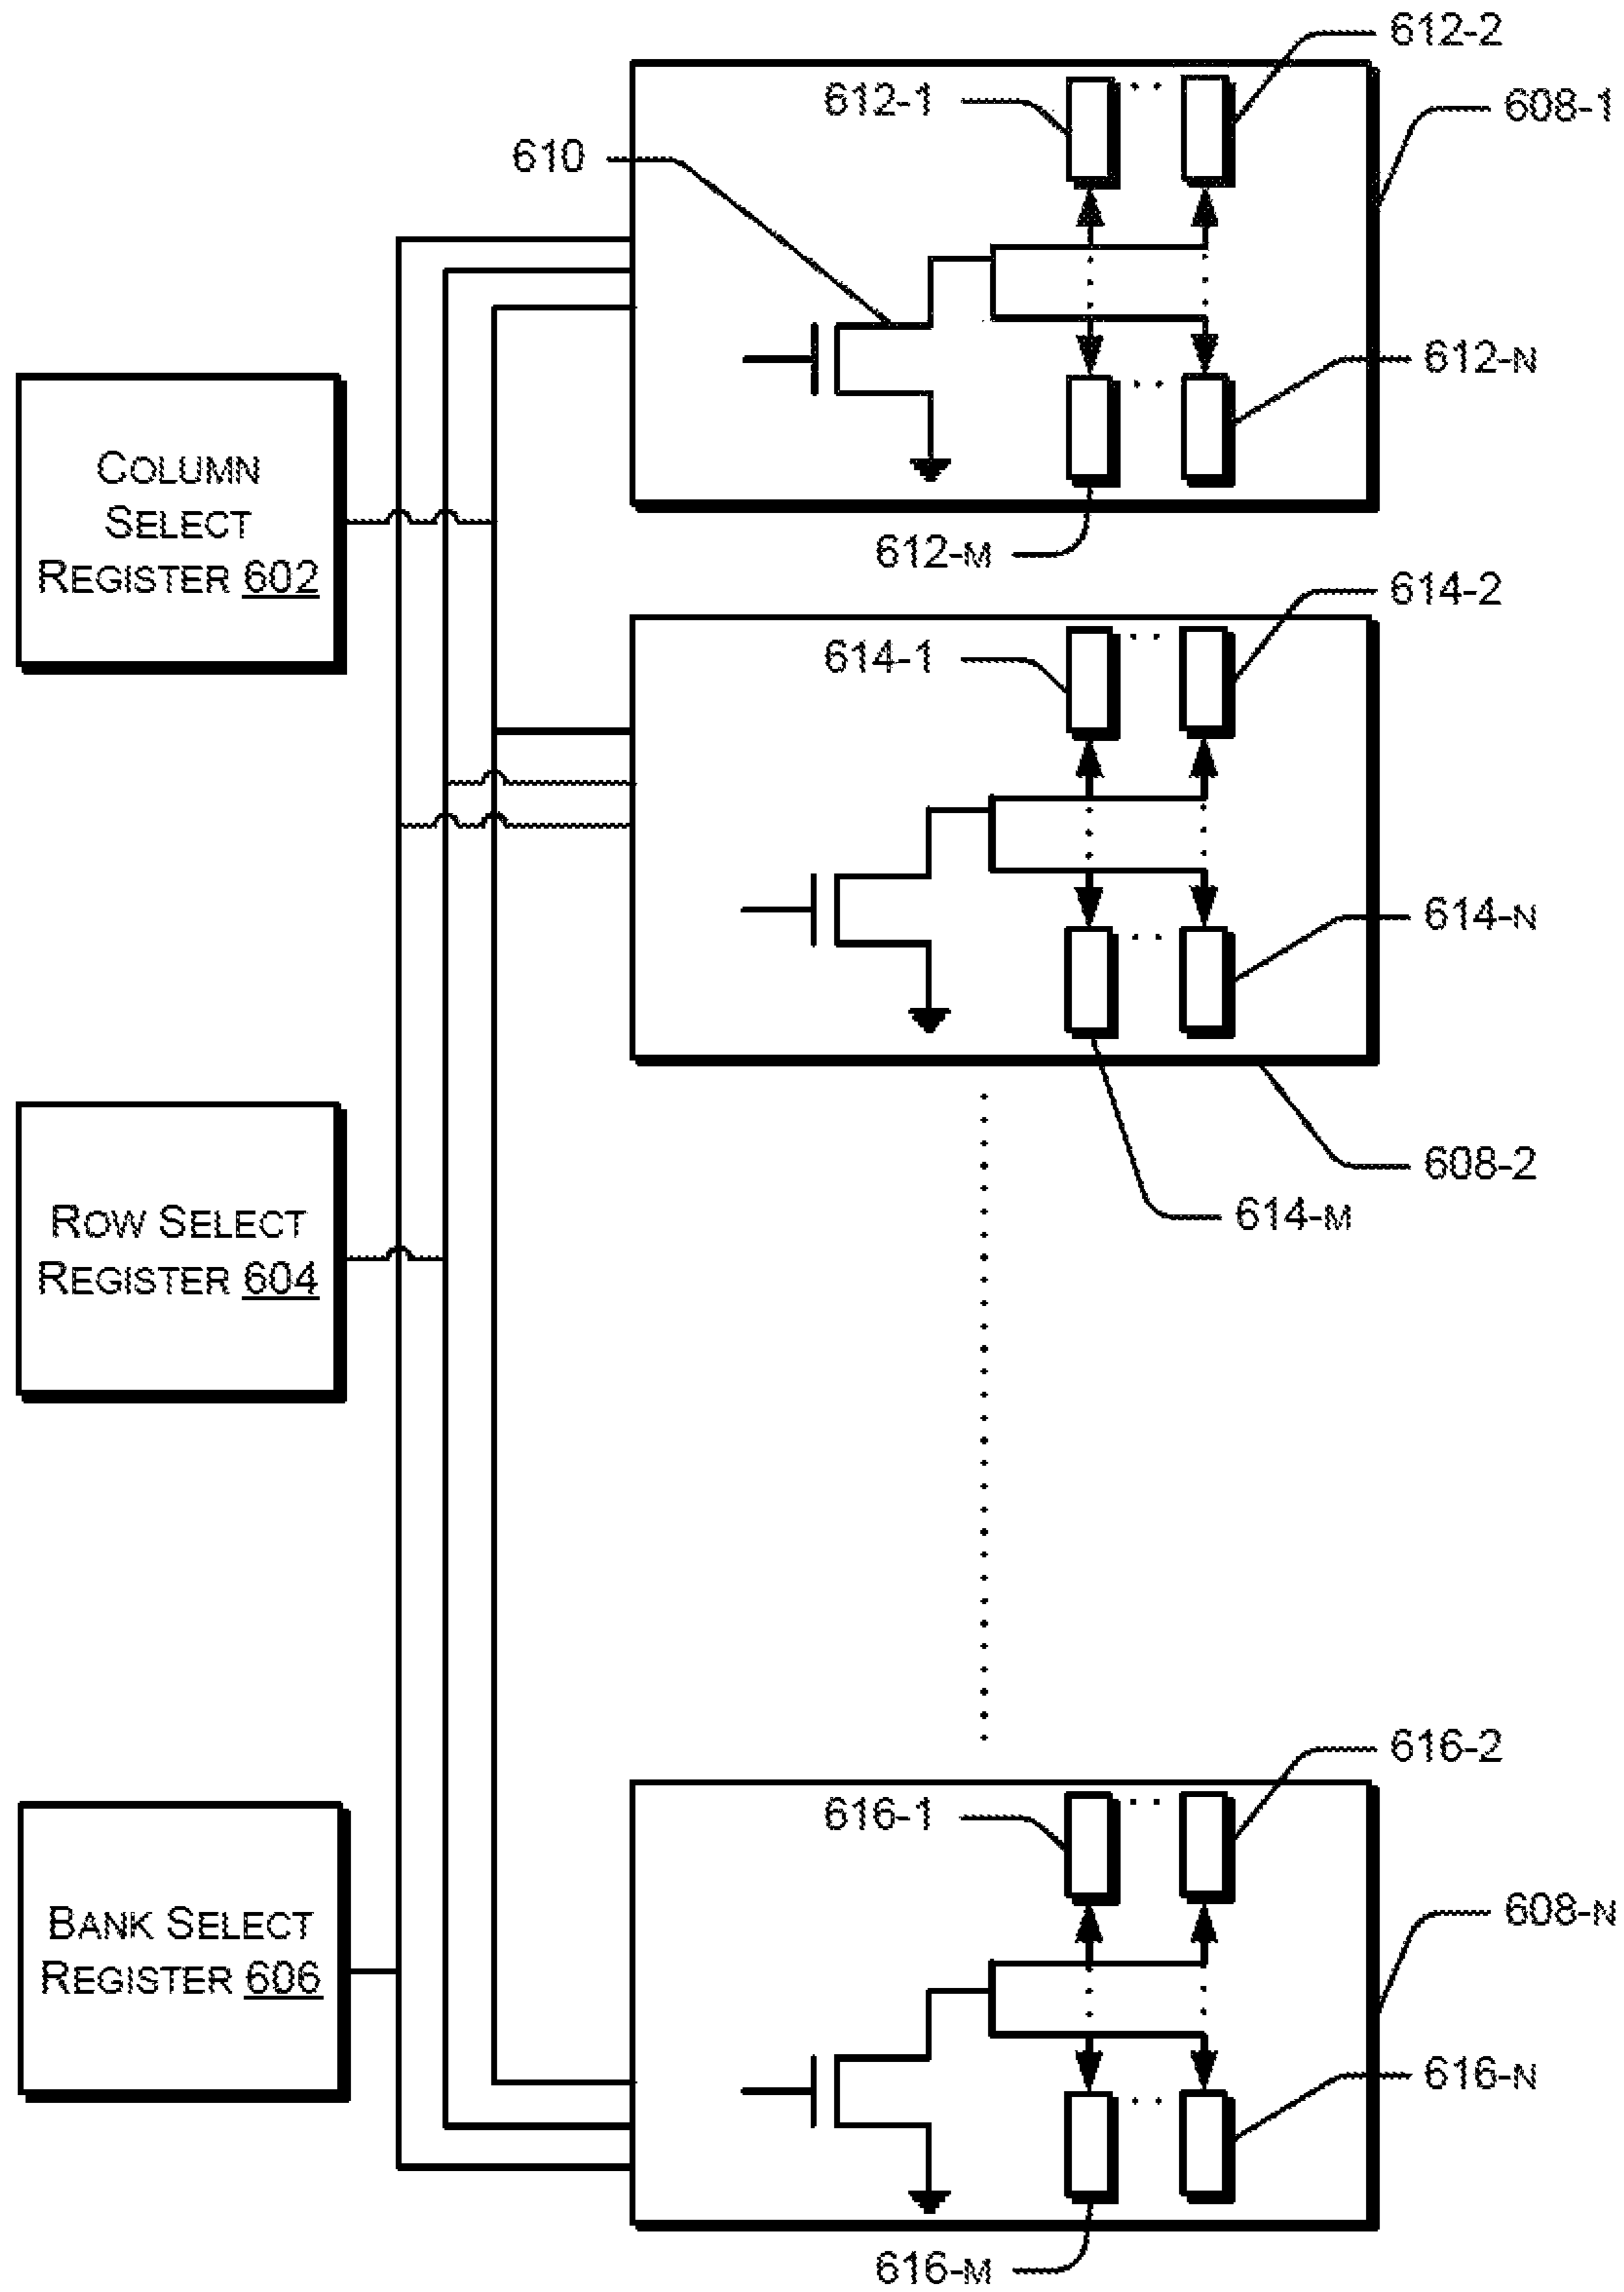 612-2
612-1
608-1
610
612-N
COLUMN
SELECT
REGISTER 602
612-M
614-2
614-1
614-N
608-2
614-M
ROW SELECT
REGISTER 604
616-2
616-1
608-N
BANK SELECT
REGISTER 606
616-N
616-M